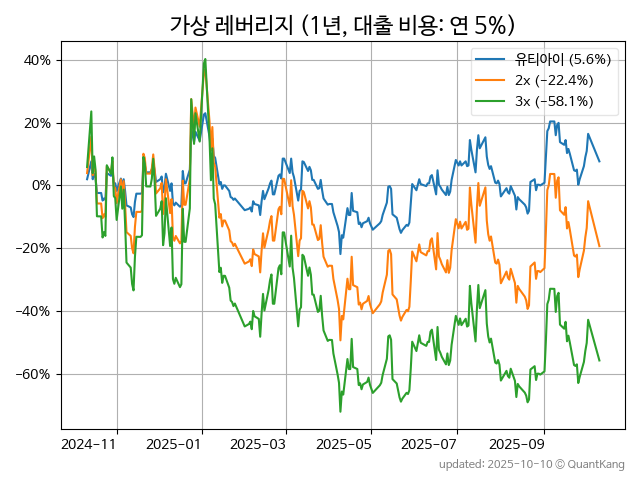 가상 레버리지 (1년, 대출 비용: 연 5%)
유티아이 (5.6%)
2x (−22.4%)
3x (−58.1%)
40%
20%
0%
−20%
−40%
−60%
2024-11
2025-01
2025-03
2025-05
2025-07
2025-09
updated: 2025-10-10 © QuantKang